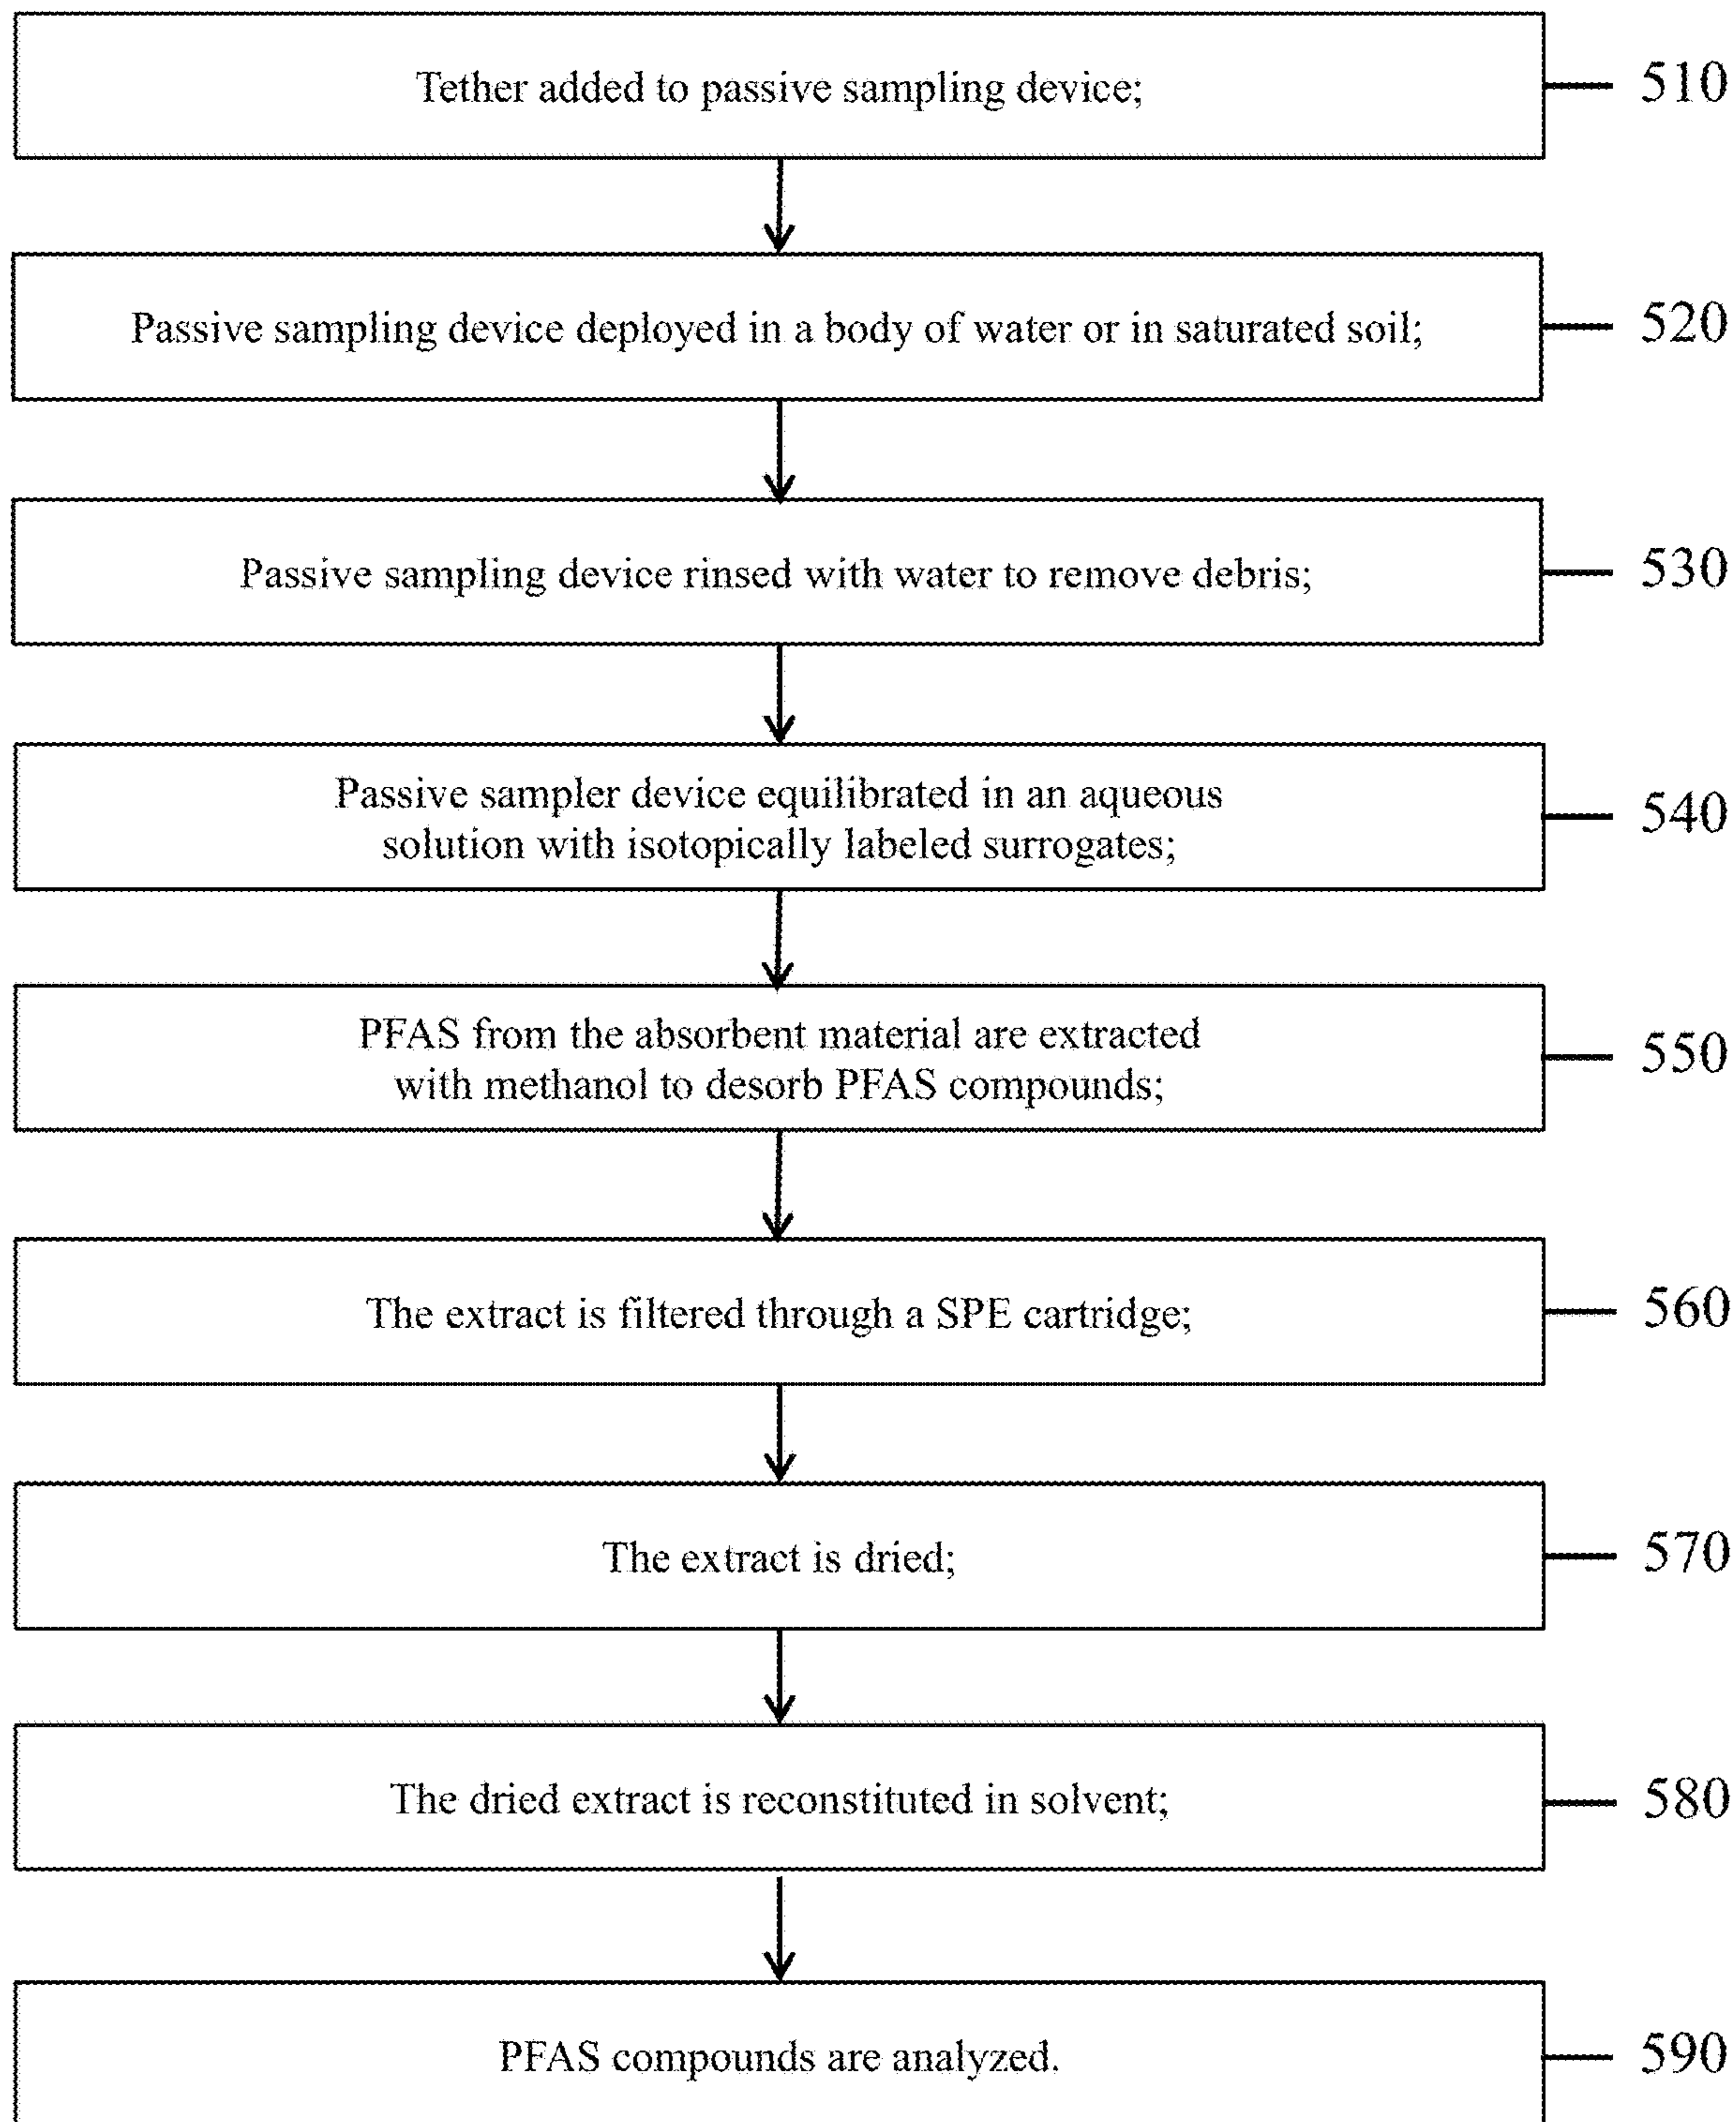 Tether added to passive sampling device;
510
Passive sampling device deployed in a body of water or in saturated soil;
520
Passive sampling device rinsed with water to remove debris;
530
Passive sampler device equilibrated in an aqueous
solution with isotopically labeled surrogates;
540
PFAS from the absorbent material are extracted
with methanol to desorb PFAS compounds;
550
The extract is filtered through a SPE cartridge;
560
The extract is dried;
570
The dried extract is reconstituted in solvent;
580
PFAS compounds are analyzed.
590